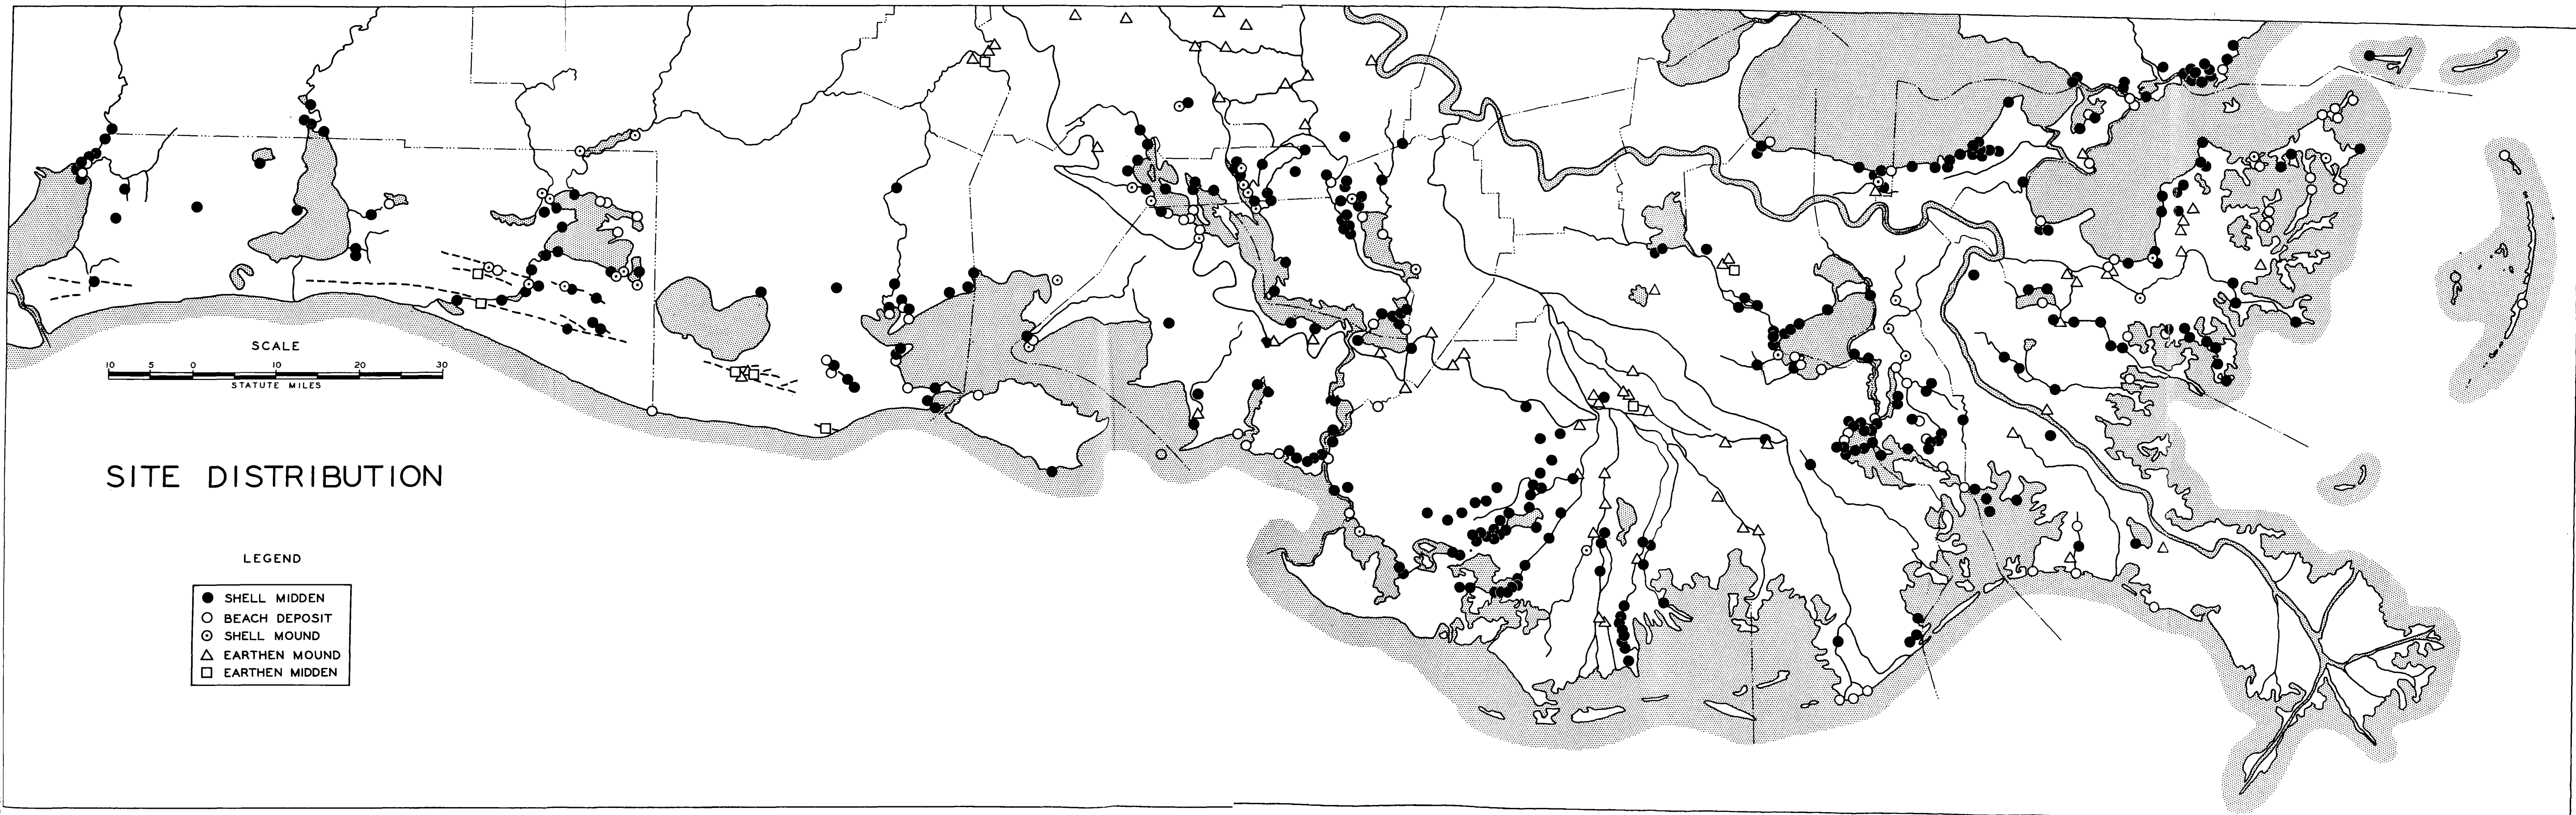 SCALE
10 5 0 10 20 30
STATUTE MILES
SITE DISTRIBUTION
LEGEND
SHELL MIDDEN
BEACH DEPOSIT
SHELL MOUND
EARTHEN MOUND
EARTHEN MIDDEN